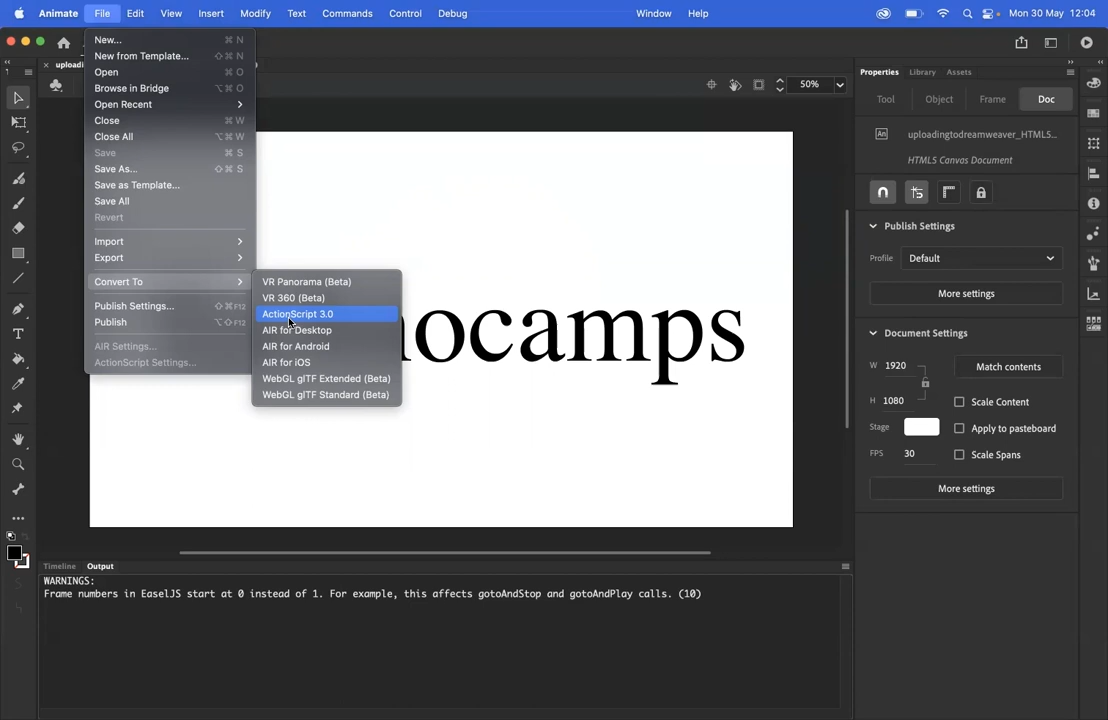 Animate File Edit View Insert Modify Text Commands Control Debug Window Help Mon 30 May 12:04
New... ⌘ N
New from Template... ⇧ ⌘ N
Open ⌘ O
Browse in Bridge ⌥ ⌘ O
Open Recent
Close ⌘ W
Close All ⌥ ⌘ W
Save ⌘ S
Save As... ⇧ ⌘ S
Save as Template...
Save All
Revert
Import
Export
Convert To
Publish Settings... ⇧ ⌘ F12
Publish ⌥ ⇧ F12
AIR Settings...
ActionScript Settings...
VR Panorama (Beta)
VR 360 (Beta)
ActionScript 3.0
AIR for Desktop
AIR for Android
AIR for iOS
WebGL glTF Extended (Beta)
WebGL glTF Standard (Beta)
50%
nocamps
Properties Library Assets
Tool Object Frame Doc
An uploadingtodreamweaver_HTML5...
HTML5 Canvas Document
Publish Settings
Profile Default
More settings
Document Settings
W 1920 Match contents
H 1080 Scale Content
Stage Apply to pasteboard
FPS 30 Scale Spans
More settings
Timeline Output
WARNINGS:
Frame numbers in EaselJS start at 0 instead of 1. For example, this affects gotoAndStop and gotoAndPlay calls. (10)